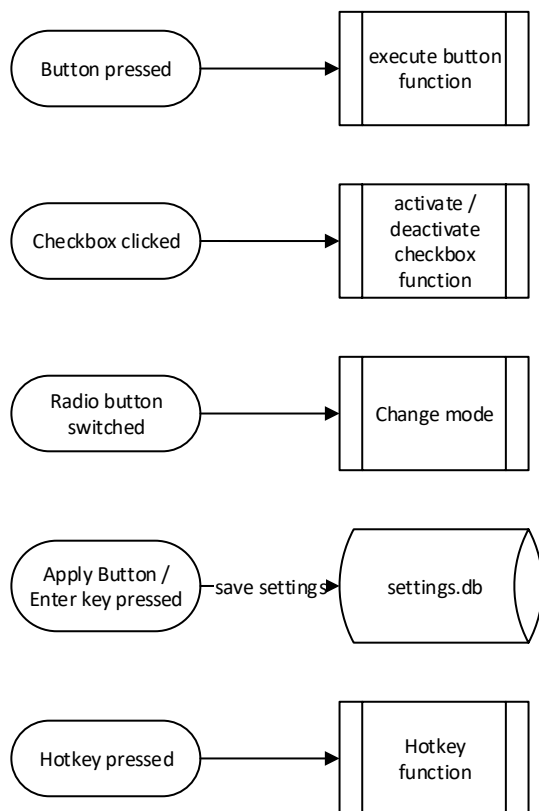 Button pressed
execute button
function
Checkbox clicked
activate /
deactivate
checkbox
function
Radio button
switched
Change mode
Apply Button /
Enter key pressed
save settings
settings.db
Hotkey pressed
Hotkey
function